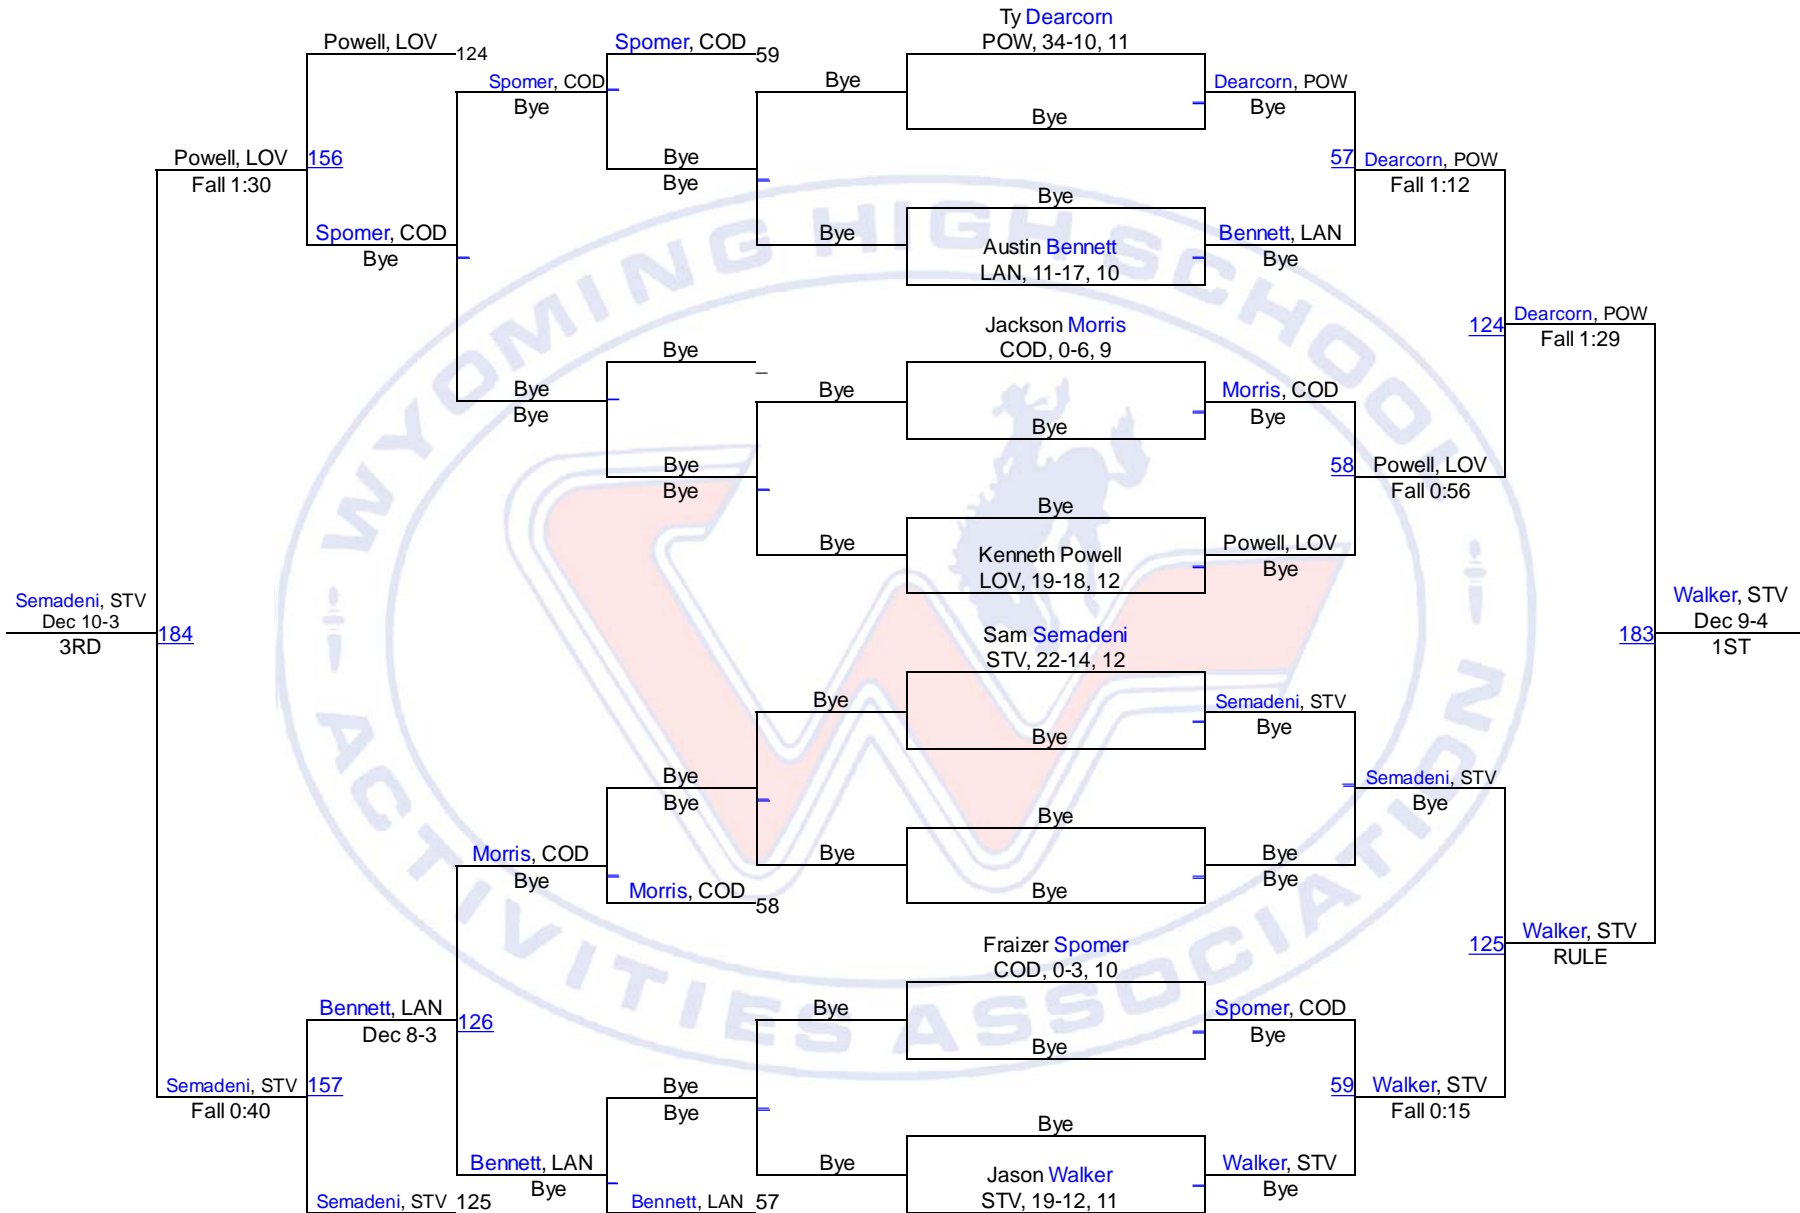 Ty Dearcorn
POW, 34-10, 11
Powell, LOV 124
Spomer, COD 59
Spomer, COD
Bye
Bye
Dearcorn, POW
Bye
Bye
Powell, LOV 156
Fall 1:30
Bye
Bye
57 Dearcorn, POW
Fall 1:12
Bye
Spomer, COD
Bye
Bye
Austin Bennett
LAN, 11-17, 10
Bennett, LAN
Bye
Jackson Morris
COD, 0-6, 9
124 Dearcorn, POW
Fall 1:29
Bye
Bye
Bye
Bye
Bye
Morris, COD
Bye
Bye
Bye
58 Powell, LOV
Fall 0:56
Bye
Bye
Kenneth Powell
LOV, 19-18, 12
Powell, LOV
Bye
Semadeni, STV
Dec 10-3
3RD
184
Sam Semadeni
STV, 22-14, 12
183
Walker, STV
Dec 9-4
1ST
Bye
Bye
Semadeni, STV
Bye
Bye
Bye
Semadeni, STV
Bye
Bye
Morris, COD
Bye
Bye
Bye
Bye
Bye
Morris, COD 58
Fraizer Spomer
COD, 0-3, 10
125 Walker, STV
RULE
Bennett, LAN 126
Dec 8-3
Bye
Bye
Spomer, COD
Bye
Semadeni, STV 157
Fall 0:40
Bye
Bye
59 Walker, STV
Fall 0:15
Bye
Bennett, LAN
Bye
Bye
Jason Walker
STV, 19-12, 11
Walker, STV
Bye
Semadeni, STV 125
Bennett, LAN 57
WYOMING HIGH SCHOOL
ACTIVITIES ASSOCIATION